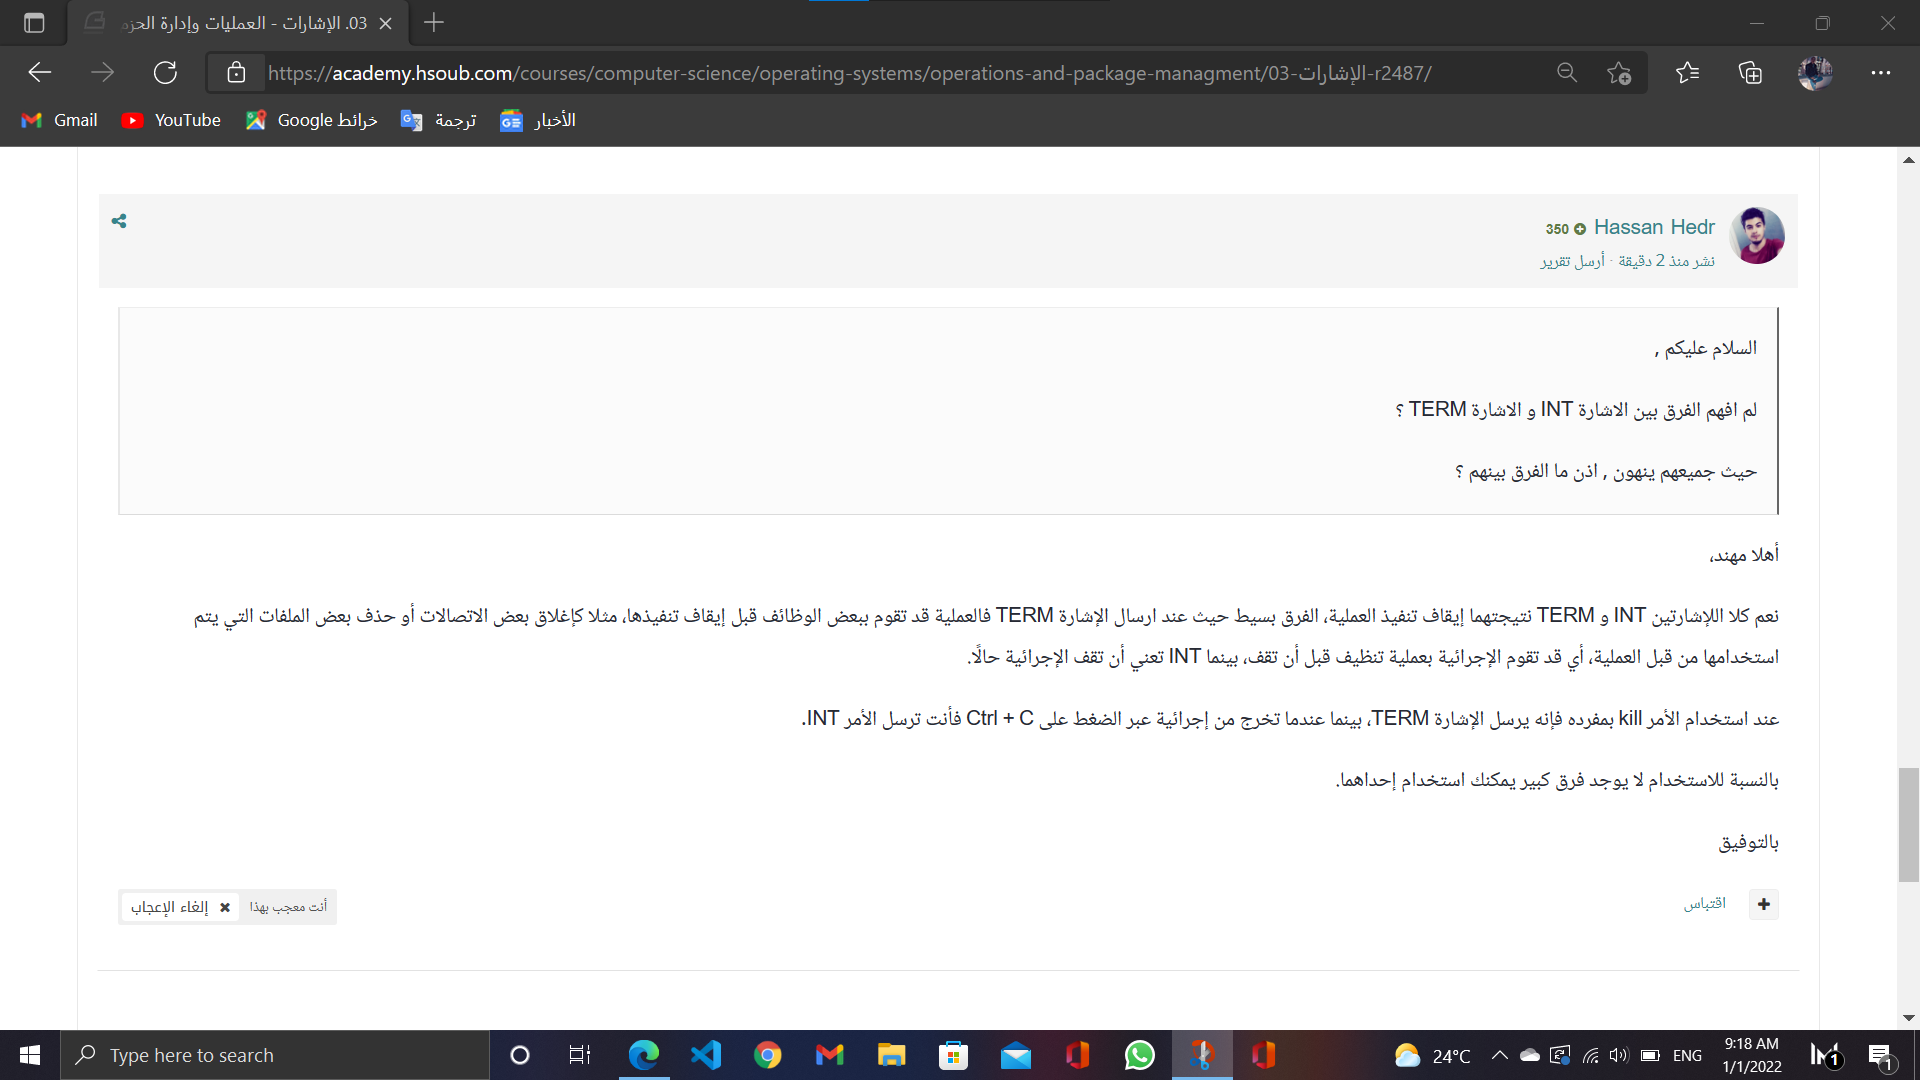 03. الإشارات - العمليات وإدارة الحزم
https://academy.hsoub.com/courses/computer-science/operating-systems/operations-and-package-managment/03-الإشارات-r2487/
Gmail
YouTube
خرائط Google
ترجمة
الأخبار
Hassan Hedr 350
نشر منذ 2 دقيقة · أرسل تقرير
السلام عليكم ,
لم افهم الفرق بين الاشارة INT و الاشارة TERM ؟
حيث جميعهم ينهون , اذن ما الفرق بينهم ؟
أهلا مهند،
نعم كلا اللإشارتين INT و TERM نتيجتهما إيقاف تنفيذ العملية، الفرق بسيط حيث عند ارسال الإشارة TERM فالعملية قد تقوم ببعض الوظائف قبل إيقاف تنفيذها، مثلا كإغلاق بعض الاتصالات أو حذف بعض الملفات التي يتم
استخدامها من قبل العملية، أي قد تقوم الإجرائية بعملية تنظيف قبل أن تقف، بينما INT تعني أن تقف الإجرائية حالًا.
عند استخدام الأمر kill بمفرده فإنه يرسل الإشارة TERM، بينما عندما تخرج من إجرائية عبر الضغط على Ctrl + C فأنت ترسل الأمر INT.
بالنسبة للاستخدام لا يوجد فرق كبير يمكنك استخدام إحداهما.
بالتوفيق
اقتباس
أنت معجب بهذا
إلغاء الإعجاب
Type here to search
24°C
ENG
9:18 AM
1/1/2022
1
1